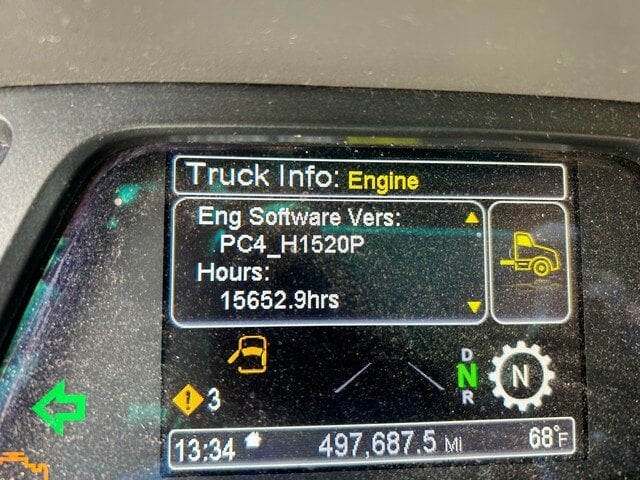 Truck Info: Engine
Eng Software Vers:
PC4_H1520P
Hours:
15652.9hrs
D
N
R
N
3
13:34 497,687.5 MI 68°F